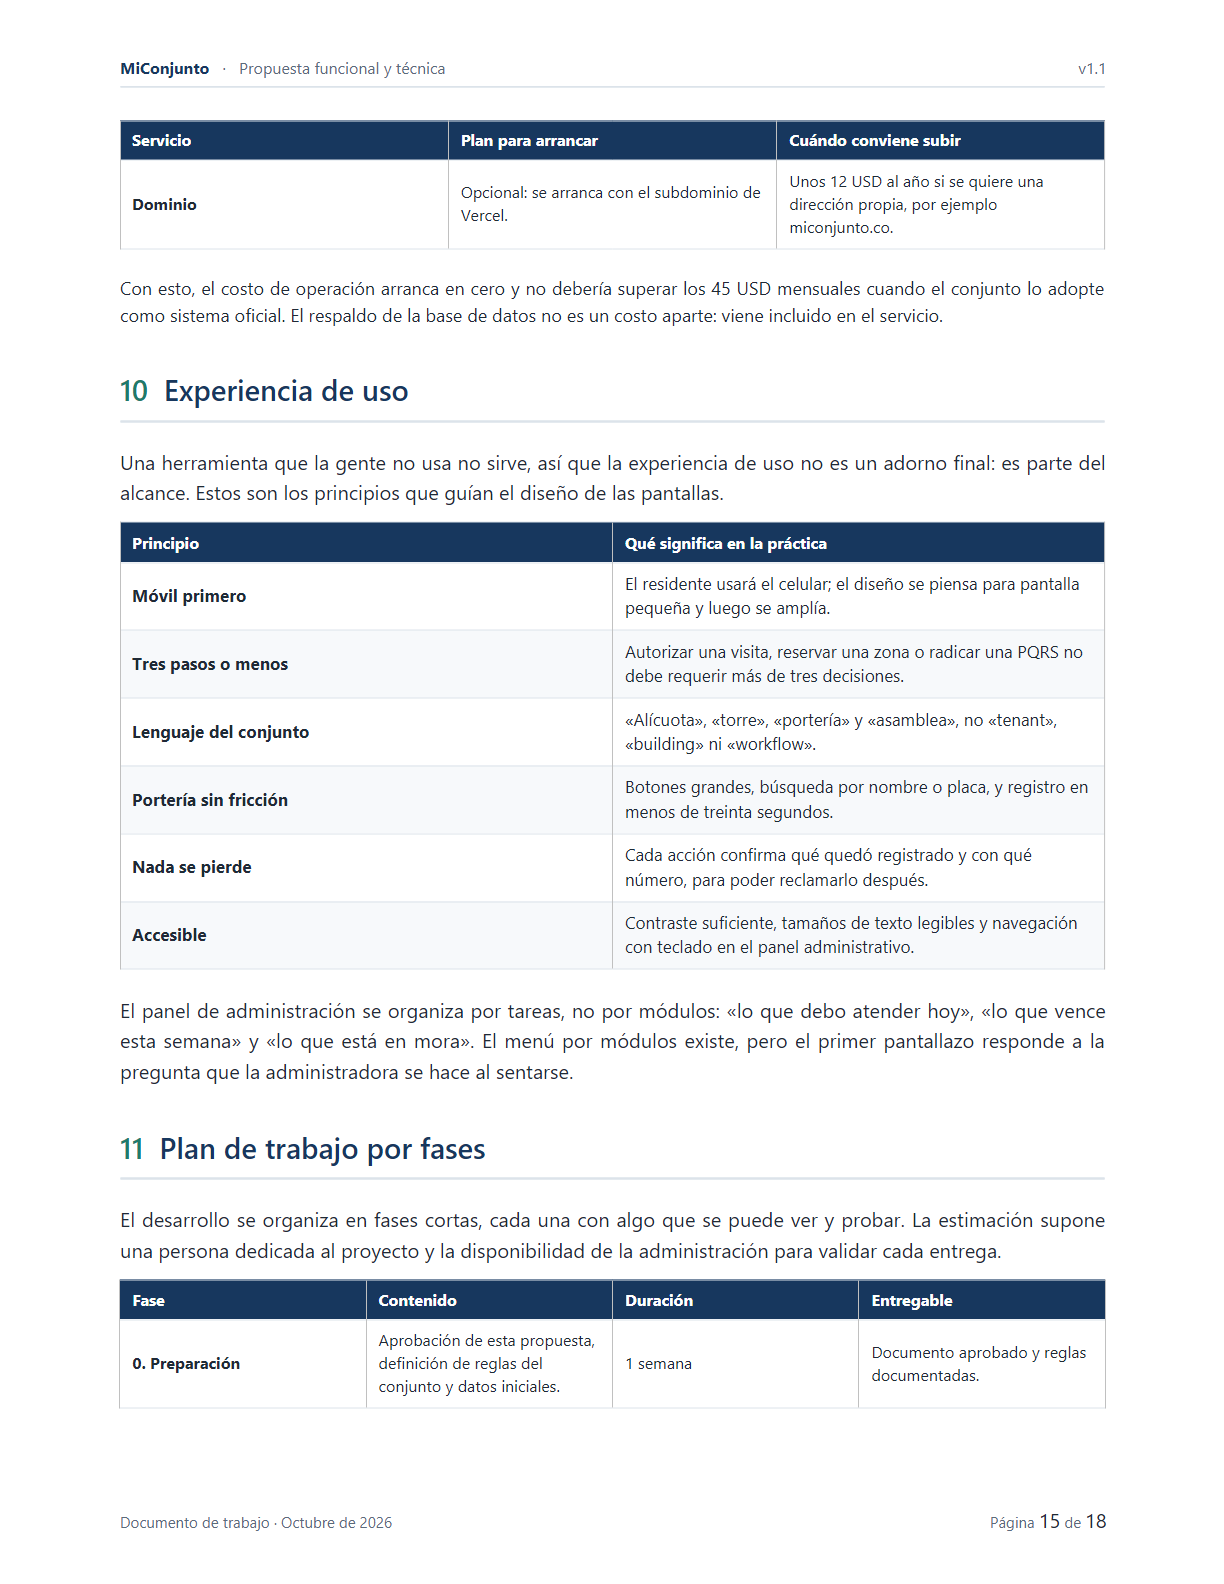 MiConjunto · Propuesta funcional y técnica v1.1
Servicio Plan para arrancar Cuándo conviene subir
Dominio
Opcional: se arranca con el subdominio de
Vercel.
Unos 12 USD al año si se quiere una
dirección propia, por ejemplo
miconjunto.co.
Con esto, el costo de operación arranca en cero y no debería superar los 45 USD mensuales cuando el conjunto lo adopte
como sistema oficial. El respaldo de la base de datos no es un costo aparte: viene incluido en el servicio.
10 Experiencia de uso
Una herramienta que la gente no usa no sirve, así que la experiencia de uso no es un adorno final: es parte del
alcance. Estos son los principios que guían el diseño de las pantallas.
Principio Qué significa en la práctica
Móvil primero
El residente usará el celular; el diseño se piensa para pantalla
pequeña y luego se amplía.
Tres pasos o menos
Autorizar una visita, reservar una zona o radicar una PQRS no
debe requerir más de tres decisiones.
Lenguaje del conjunto
«Alícuota», «torre», «portería» y «asamblea», no «tenant»,
«building» ni «workflow».
Portería sin fricción
Botones grandes, búsqueda por nombre o placa, y registro en
menos de treinta segundos.
Nada se pierde
Cada acción confirma qué quedó registrado y con qué
número, para poder reclamarlo después.
Accesible
Contraste suficiente, tamaños de texto legibles y navegación
con teclado en el panel administrativo.
El panel de administración se organiza por tareas, no por módulos: «lo que debo atender hoy», «lo que vence
esta semana» y «lo que está en mora». El menú por módulos existe, pero el primer pantallazo responde a la
pregunta que la administradora se hace al sentarse.
11 Plan de trabajo por fases
El desarrollo se organiza en fases cortas, cada una con algo que se puede ver y probar. La estimación supone
una persona dedicada al proyecto y la disponibilidad de la administración para validar cada entrega.
Fase Contenido Duración Entregable
0. Preparación
Aprobación de esta propuesta,
definición de reglas del
conjunto y datos iniciales.
1 semana
Documento aprobado y reglas
documentadas.
Documento de trabajo · Octubre de 2026 Página 15 de 18